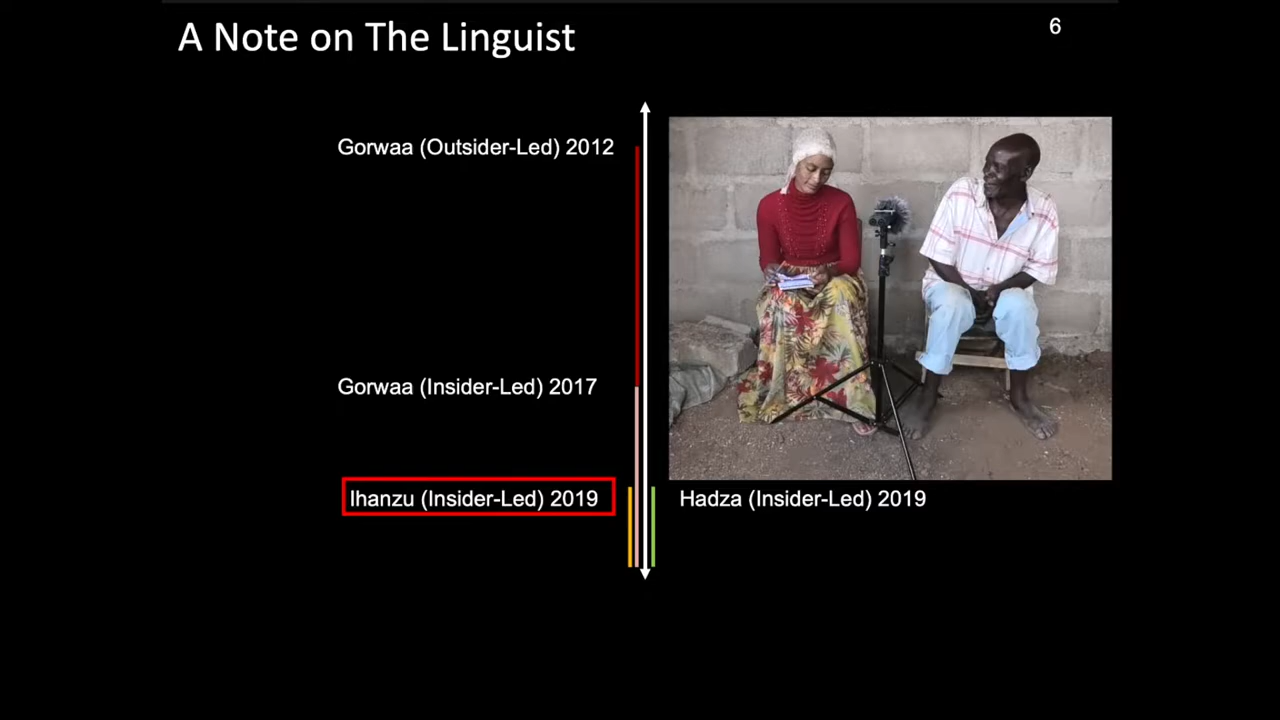 A Note on The Linguist
6
Gorwaa (Outsider-Led) 2012
Gorwaa (Insider-Led) 2017
Ihanzu (Insider-Led) 2019
Hadza (Insider-Led) 2019